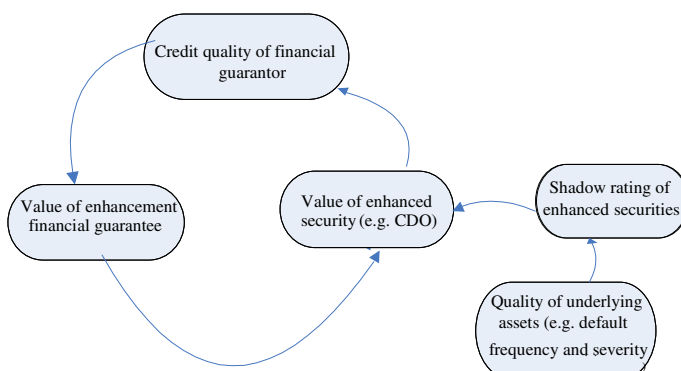 Credit quality of financial
guarantor
Value of enhancement
financial guarantee
Value of enhanced
security (e.g. CDO)
Shadow rating of
enhanced securities
Quality of underlying
assets (e.g. default
frequency and severity
)